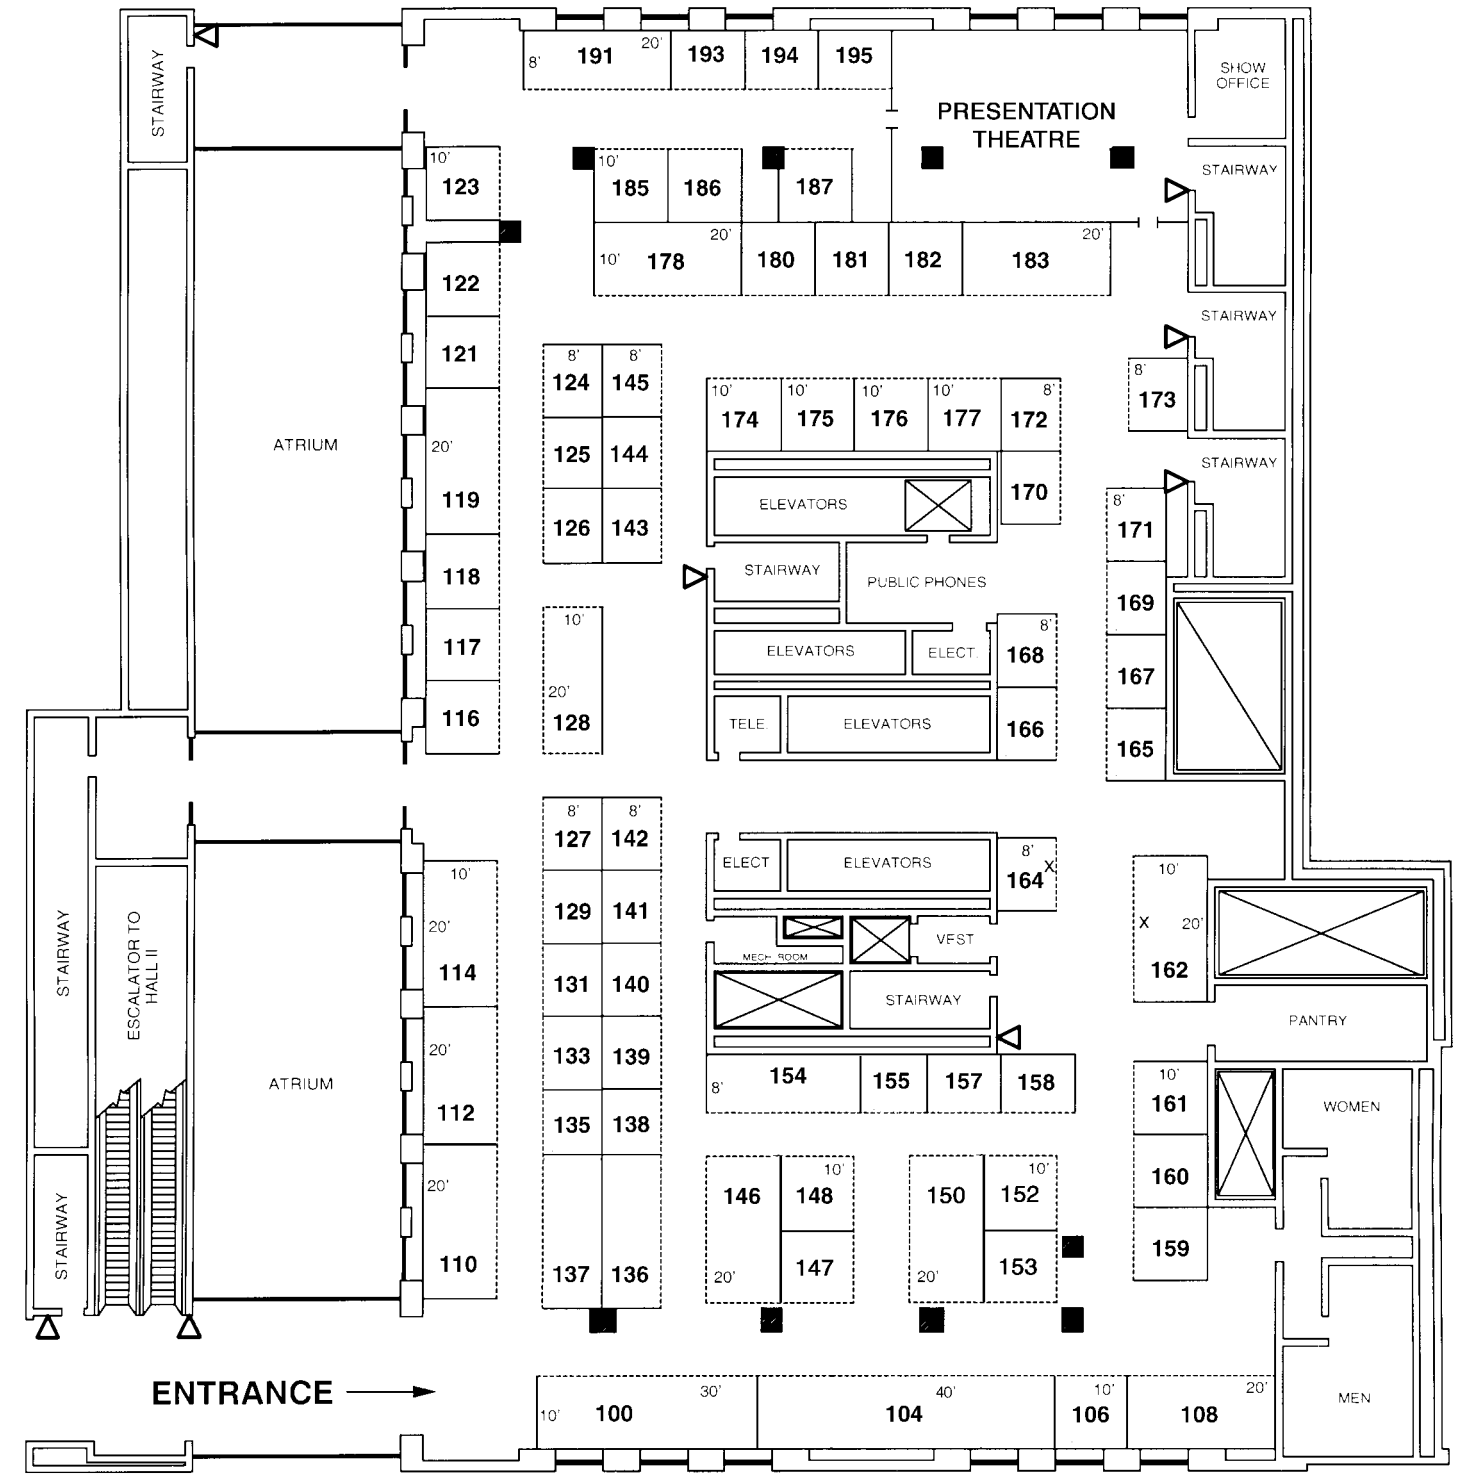 20'
8' 191 193 194 195
SHOW
OFFICE
STAIRWAY
PRESENTATION
THEATRE
10'
123
10'
185 186 187
STAIRWAY
20' 20'
10' 178 180 181 182 183
122
STAIRWAY
121
8' 8'
124 145
8'
173
10' 10' 10' 10' 8'
174 175 176 177 172
ATRIUM
20'
119
125 144
STAIRWAY
ELEVATORS
170
8'
171
126 143
118
STAIRWAY
PUBLIC PHONES
169
10'
20'
128
117
ELEVATORS
ELECT.
8'
168
167
116
TELE.
ELEVATORS
166
165
8' 8'
127 142
ELECT
ELEVATORS
8'
164 X
10'
20'
114
129 141
10'
X 20'
162
STAIRWAY
ESCALATOR TO
HALL II
VEST
MECH. ROOM
131 140
STAIRWAY
PANTRY
20'
112
133 139
8' 154 155 157 158
ATRIUM
10'
161
WOMEN
135 138
20'
110
STAIRWAY
146
20'
10'
148
147
150
20'
10'
152
153
160
159
137 136
ENTRANCE
30' 40' 10' 20'
10' 100 104 106 108
MEN